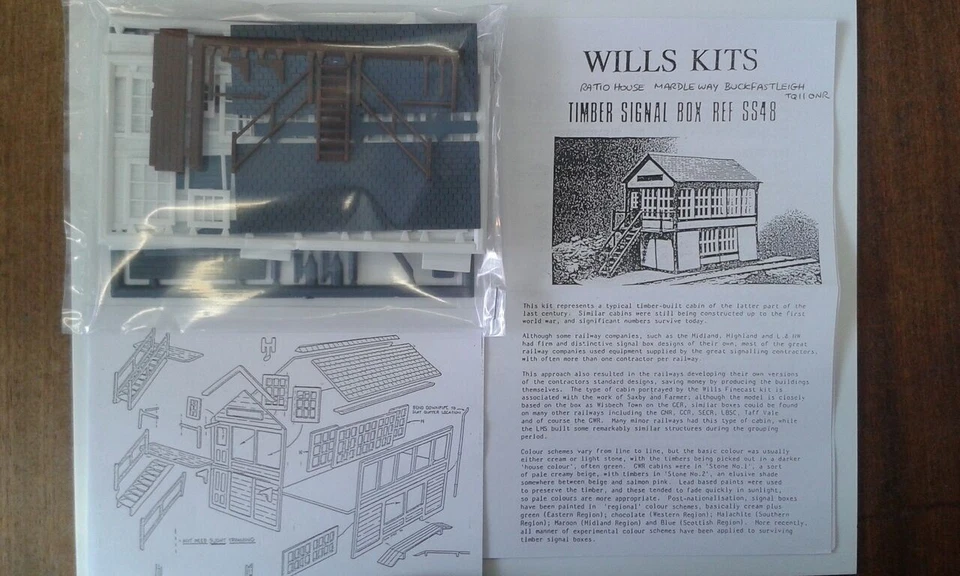 WILLS KITS
RATIO HOUSE MARDLEWAY BUCKFASTLEIGH
TQ11 0NR
TIMBER SIGNAL BOX REF SS48
This kit represents a typical timber-built cabin of the latter part of the
last century. Similar cabins were still being constructed up to the first
world war, and significant numbers survive today.
Although some railway companies, such as the Midland, Highland and L & NW
had firm and distinctive signal box designs of their own, most of the great
railway companies used equipment supplied by the great signalling contractors,
with often more than one contractor per railway.
This approach also resulted in the railways developing their own versions
of the contractors standard designs, saving money by producing the buildings
themselves. The type of cabin portrayed by the Wills Finecast kit is
associated with the work of Saxby and Farmer; although the model is closely
based on the box at Wisbech Town on the GER, similar boxes could be found
on many other railways including the GNR, GCR, SECR, LBSC, Taff Vale
and of course the GWR. Many minor railways had this type of cabin, while
the LMS built some remarkably similar structures during the grouping
period.
Colour schemes vary from line to line, but the basic colour was usually
either cream or light stone, with the timbers being picked out in a darker
'house colour', often green. GWR cabins were in 'Stone No.1', a sort
of pale creamy beige, with timbers in 'Stone No.2', an elusive shade
somewhere between beige and salmon pink. Lead based paints were used
to preserve the timber, and these tended to fade quickly in sunlight,
so pale colours are more appropriate. Post-nationalisation, signal boxes
have been painted in 'regional' colour schemes, basically cream plus
green (Eastern Region); chocolate (Western Region); Malachite (Southern
Region); Maroon (Midland Region) and Blue (Scottish Region). More recently,
all manner of experimental colour schemes have been applied to surviving
timber signal boxes.
BEND DOWNPIPE TO
SUIT GUTTER LOCATION
MAY NEED SLIGHT TRIMMING